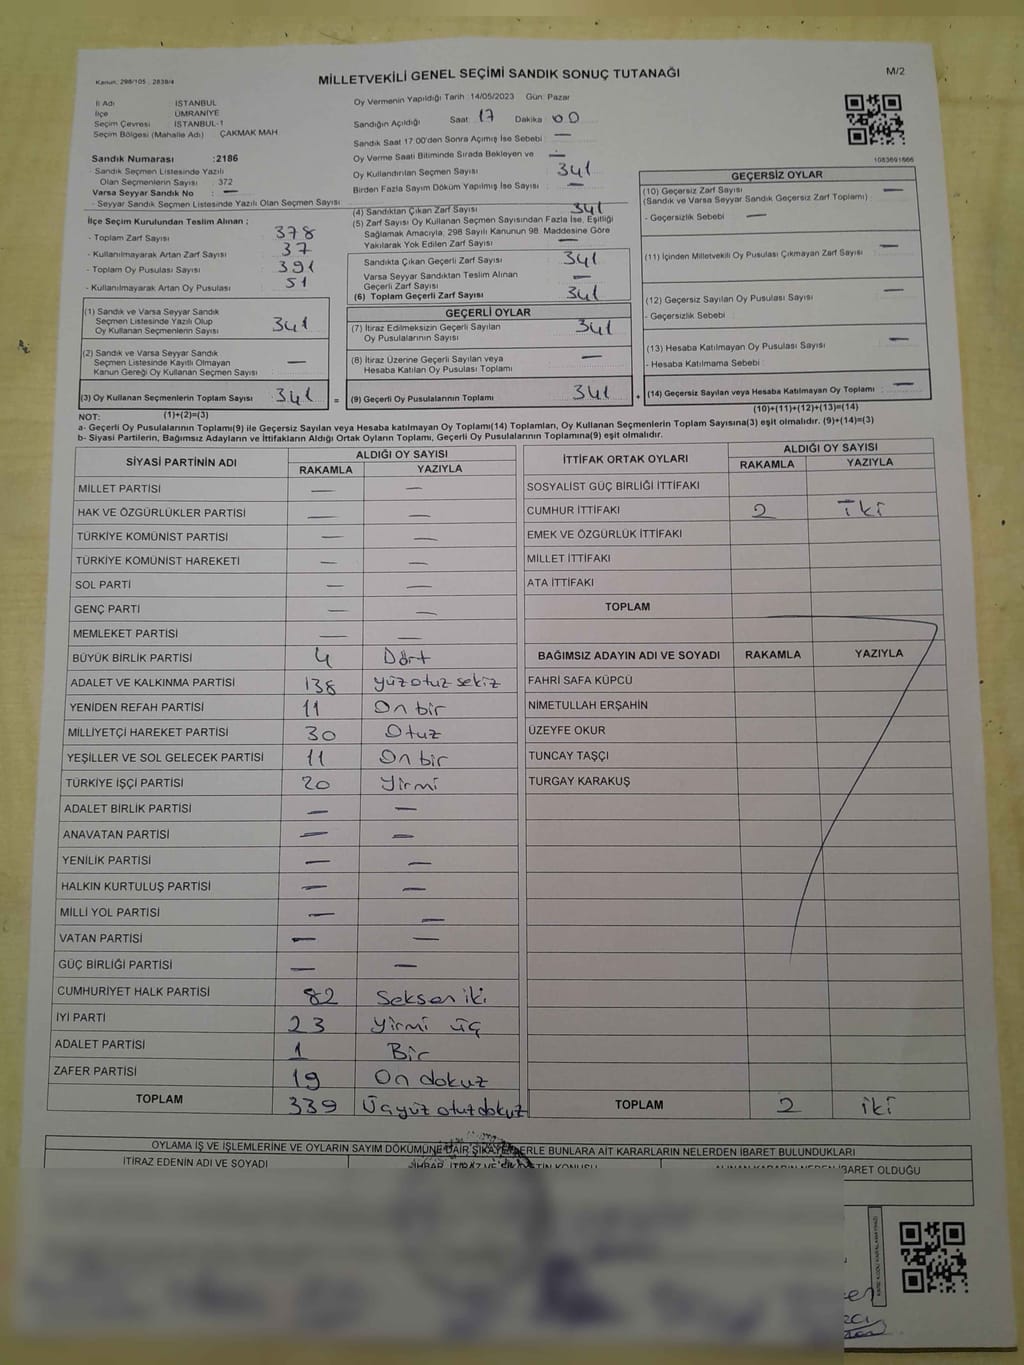 Kanun: 298/105 , 2839/4
MİLLETVEKİLİ GENEL SEÇİMİ SANDIK SONUÇ TUTANAĞI
M/2
İl Adı İSTANBUL
İlçe ÜMRANİYE
Seçim Çevresi İSTANBUL-1
Seçim Bölgesi (Mahalle Adı) ÇAKMAK MAH
Sandık Numarası :2186
- Sandık Seçmen Listesinde Yazılı
Olan Seçmenlerin Sayısı : 372
Varsa Seyyar Sandık No : —
- Seyyar Sandık Seçmen Listesinde Yazılı Olan Seçmen Sayısı
İlçe Seçim Kurulundan Teslim Alınan ;
- Toplam Zarf Sayısı 378
- Kullanılmayarak Artan Zarf Sayısı 37
- Toplam Oy Pusulası Sayısı 391
- Kullanılmayarak Artan Oy Pusulası 51
(1) Sandık ve Varsa Seyyar Sandık
Seçmen Listesinde Yazılı Olup
Oy Kullanan Seçmenlerin Sayısı 341
(2) Sandık ve Varsa Seyyar Sandık
Seçmen Listesinde Kayıtlı Olmayan
Kanun Gereği Oy Kullanan Seçmen Sayısı —
(3) Oy Kullanan Seçmenlerin Toplam Sayısı 341 =
(1)+(2)=(3)
Oy Vermenin Yapıldığı Tarih :14/05/2023 Gün: Pazar
Sandığın Açıldığı Saat 17 Dakika 00
Sandık Saat 17:00'den Sonra Açımış İse Sebebi : —
Oy Verme Saati Bitiminde Sırada Bekleyen ve —
Oy Kullandırılan Seçmen Sayısı 341
Birden Fazla Sayım Döküm Yapılmış İse Sayısı —
(4) Sandıktan Çıkan Zarf Sayısı 341
(5) Zarf Sayısı Oy Kullanan Seçmen Sayısından Fazla İse, Eşitliği
Sağlamak Amacıyla, 298 Sayılı Kanunun 98. Maddesine Göre
Yakılarak Yok Edilen Zarf Sayısı —
Sandıkta Çıkan Geçerli Zarf Sayısı 341
Varsa Seyyar Sandıktan Teslim Alınan
Geçerli Zarf Sayısı —
(6) Toplam Geçerli Zarf Sayısı 341
GEÇERLİ OYLAR
(7) İtiraz Edilmeksizin Geçerli Sayılan
Oy Pusulalarının Sayısı 341
(8) İtiraz Üzerine Geçerli Sayılan veya
Hesaba Katılan Oy Pusulası Toplamı —
(9) Geçerli Oy Pusulalarının Toplamı 341 +
1083691666
GEÇERSİZ OYLAR
(10) Geçersiz Zarf Sayısı —
(Sandık ve Varsa Seyyar Sandık Geçersiz Zarf Toplamı) :
- Geçersizlik Sebebi : —
(11) İçinden Milletvekili Oy Pusulası Çıkmayan Zarf Sayısı —
(12) Geçersiz Sayılan Oy Pusulası Sayısı —
- Geçersizlik Sebebi :
(13) Hesaba Katılmayan Oy Pusulası Sayısı —
- Hesaba Katılmama Sebebi :
(14) Geçersiz Sayılan veya Hesaba Katılmayan Oy Toplamı —
(10)+(11)+(12)+(13)=(14)
NOT:
a- Geçerli Oy Pusulalarının Toplamı(9) ile Geçersiz Sayılan veya Hesaba katılmayan Oy Toplamı(14) Toplamları, Oy Kullanan Seçmenlerin Toplam Sayısına(3) eşit olmalıdır. (9)+(14)=(3)
b- Siyasi Partilerin, Bağımsız Adayların ve İttifakların Aldığı Ortak Oyların Toplamı, Geçerli Oy Pusulalarının Toplamına(9) eşit olmalıdır.
SİYASİ PARTİNİN ADI ALDIĞI OY SAYISI
RAKAMLA YAZIYLA
MİLLET PARTİSİ — —
HAK VE ÖZGÜRLÜKLER PARTİSİ — —
TÜRKİYE KOMÜNİST PARTİSİ — —
TÜRKİYE KOMÜNİST HAREKETİ — —
SOL PARTİ — —
GENÇ PARTİ — —
MEMLEKET PARTİSİ — —
BÜYÜK BİRLİK PARTİSİ 4 Dört
ADALET VE KALKINMA PARTİSİ 138 yüz otuz sekiz
YENİDEN REFAH PARTİSİ 11 On bir
MİLLİYETÇİ HAREKET PARTİSİ 30 Otuz
YEŞİLLER VE SOL GELECEK PARTİSİ 11 On bir
TÜRKİYE İŞÇİ PARTİSİ 20 Yirmi
ADALET BİRLİK PARTİSİ — —
ANAVATAN PARTİSİ — —
YENİLİK PARTİSİ — —
HALKIN KURTULUŞ PARTİSİ — —
MİLLİ YOL PARTİSİ — —
VATAN PARTİSİ — —
GÜÇ BİRLİĞİ PARTİSİ — —
CUMHURİYET HALK PARTİSİ 82 Seksen iki
İYİ PARTİ 23 Yirmi üç
ADALET PARTİSİ 1 Bir
ZAFER PARTİSİ 19 On dokuz
TOPLAM 339 Üçyüz otuz dokuz
İTTİFAK ORTAK OYLARI ALDIĞI OY SAYISI
RAKAMLA YAZIYLA
SOSYALİST GÜÇ BİRLİĞİ İTTİFAKI
CUMHUR İTTİFAKI 2 İki
EMEK VE ÖZGÜRLÜK İTTİFAKI
MİLLET İTTİFAKI
ATA İTTİFAKI
TOPLAM
BAĞIMSIZ ADAYIN ADI VE SOYADI RAKAMLA YAZIYLA
FAHRİ SAFA KÜPCÜ
NİMETULLAH ERŞAHİN
ÜZEYFE OKUR
TUNCAY TAŞÇI
TURGAY KARAKUŞ
TOPLAM 2 iki
OYLAMA İŞ VE İŞLEMLERİNE VE OYLARIN SAYIM DÖKÜMÜNE DAİR ŞİKAYETLERLE BUNLARA AİT KARARLARIN NELERDEN İBARET BULUNDUKLARI
İTİRAZ EDENİN ADI VE SOYADI İHBAR, İTİRAZ VE ŞİKAYETİN KONUSU ALINAN KARARIN NEDEN İBARET OLDUĞU